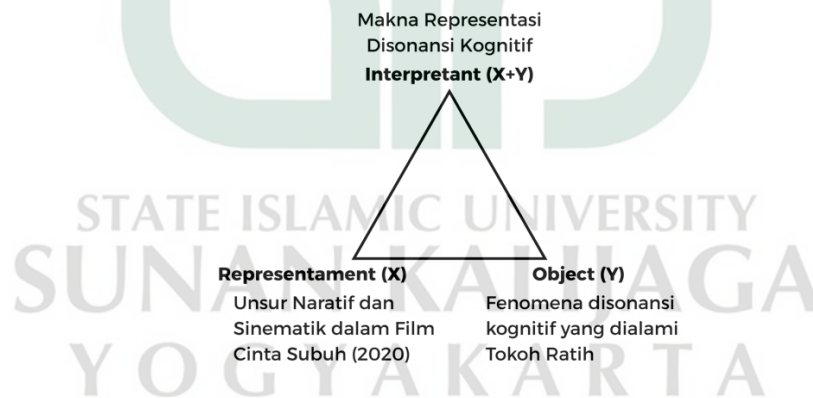 Makna Representasi
Disonansi Kognitif
Interpretant (X+Y)
STATE ISLAMIC UNIVERSITY
SUNAN KALIJAGA
YOGYAKARTA
Representament (X)
Unsur Naratif dan
Sinematik dalam Film
Cinta Subuh (2020)
Object (Y)
Fenomena disonansi
kognitif yang dialami
Tokoh Ratih